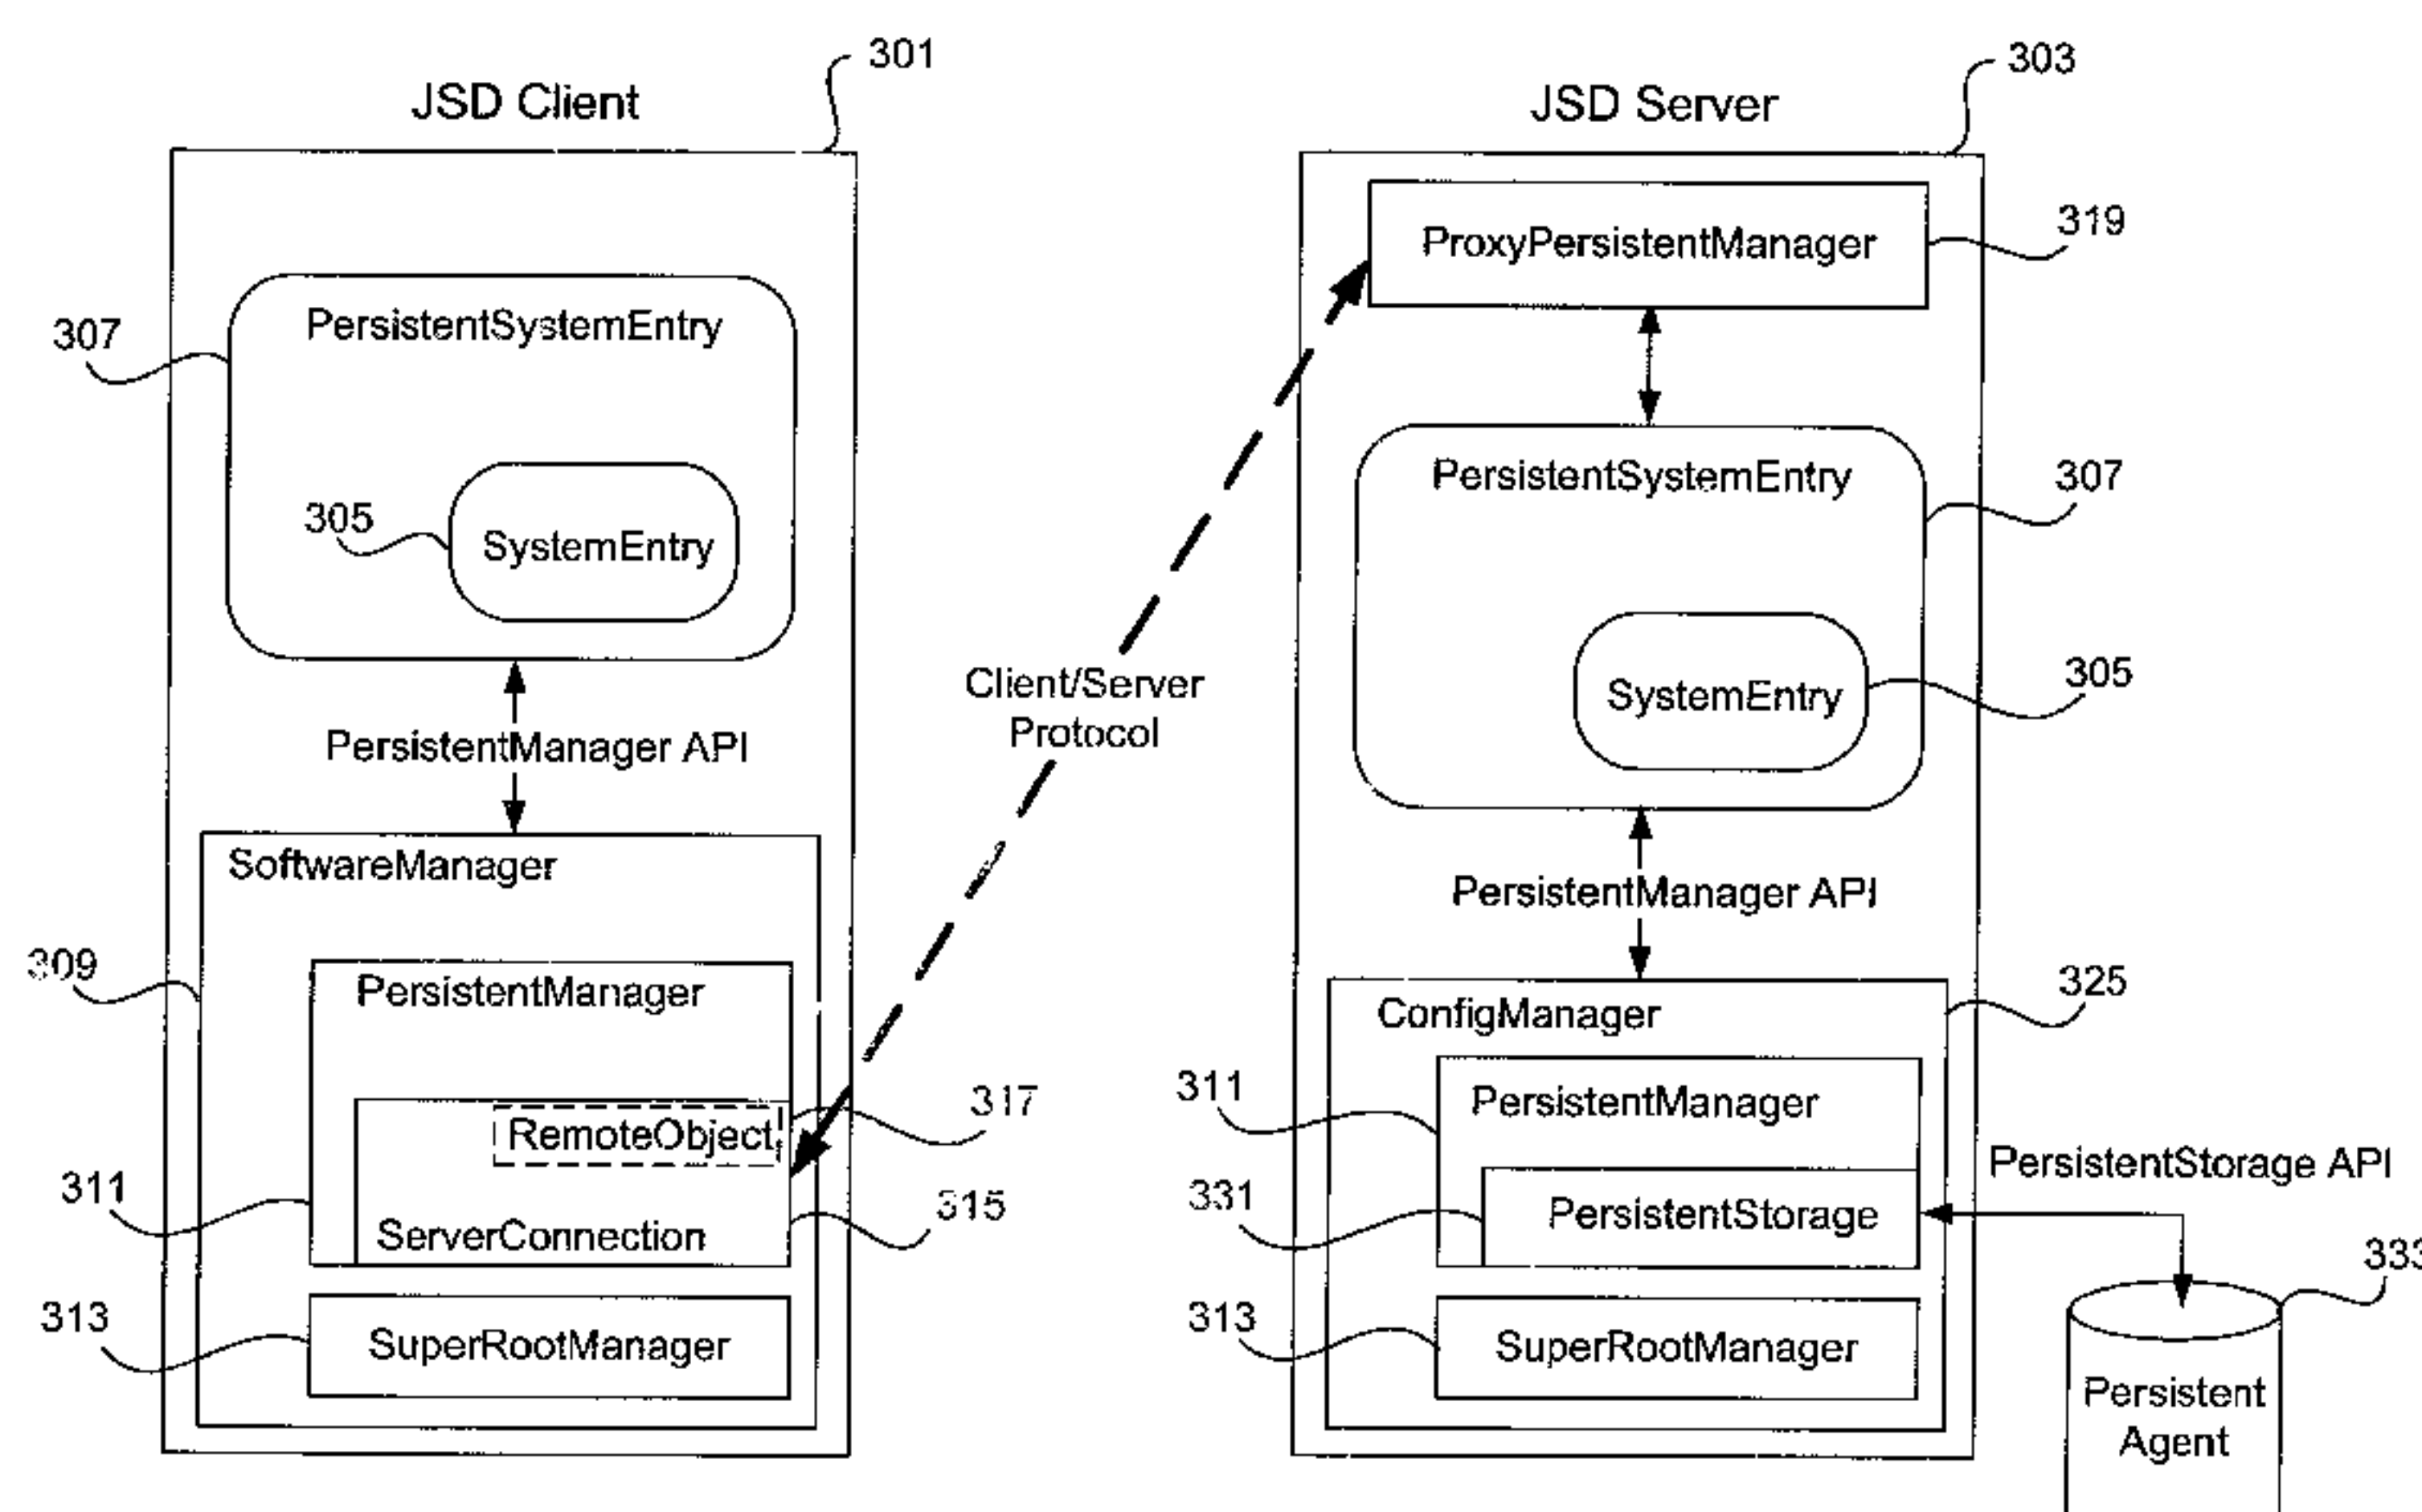 301
JSD Client
307
PersistentSystemEntry
305
SystemEntry
PersistentManager API
SoftwareManager
309
PersistentManager
317
RemoteObject
311
315
ServerConnection
313
SuperRootManager
Client/Server
Protocol
303
JSD Server
319
ProxyPersistentManager
PersistentSystemEntry
307
305
SystemEntry
PersistentManager API
325
ConfigManager
311
PersistentManager
PersistentStorage API
331
PersistentStorage
333
313
SuperRootManager
Persistent
Agent